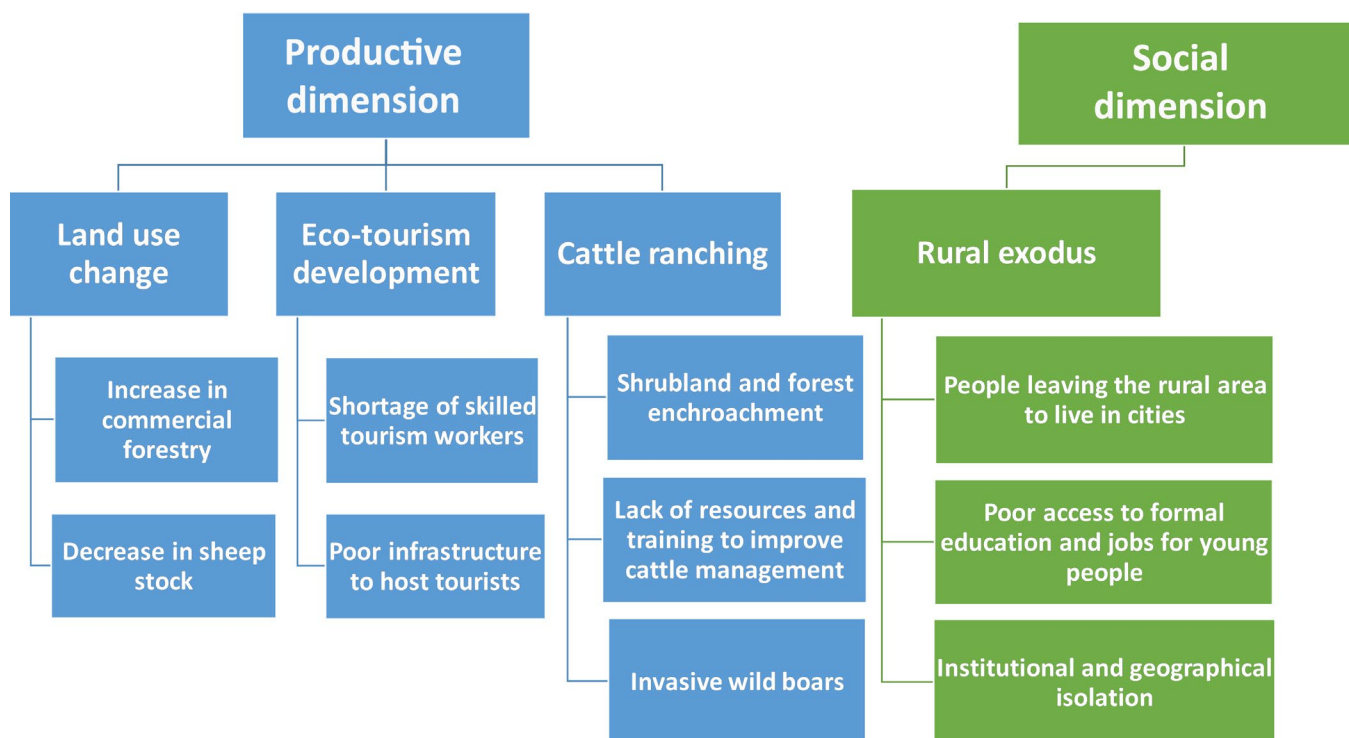 Productive
dimension
Social
dimension
Land use
change
Eco-tourism
development
Cattle ranching
Rural exodus
Increase in
commercial
forestry
Decrease in sheep
stock
Shortage of skilled
tourism workers
Poor infrastructure
to host tourists
Shrubland and forest
enchroachment
Lack of resources and
training to improve
cattle management
Invasive wild boars
People leaving the rural area
to live in cities
Poor access to formal
education and jobs for young
people
Institutional and geographical
isolation